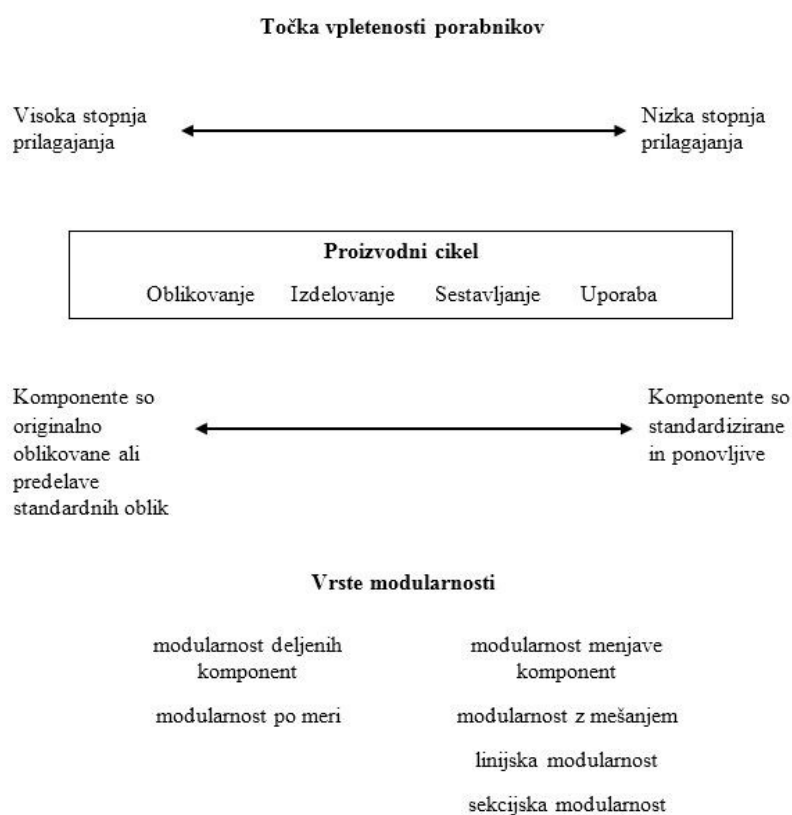 Točka vpletenosti porabnikov
Visoka stopnja
prilagajanja
Nizka stopnja
prilagajanja
Proizvodni cikel
Oblikovanje Izdelovanje Sestavljanje Uporaba
Komponente so
originalno
oblikovane ali
predelave
standardnih oblik
Komponente so
standardizirane
in ponovljive
Vrste modularnosti
modularnost deljenih
komponent
modularnost po meri
modularnost menjave
komponent
modularnost z mešanjem
linijska modularnost
sekcijska modularnost